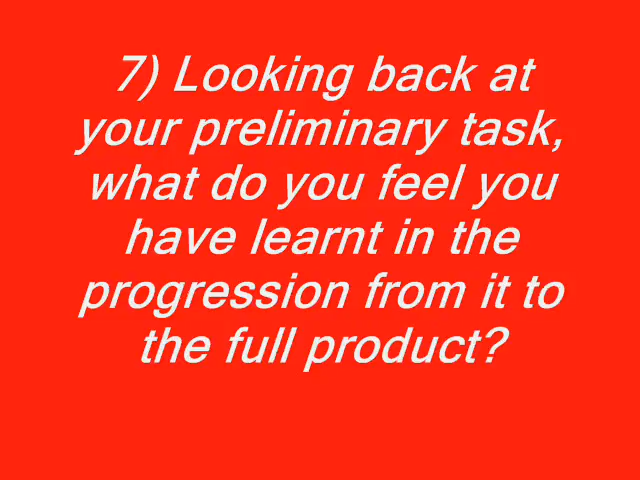 7) Looking back at
your preliminary task,
what do you feel you
have learnt in the
progression from it to
the full product?